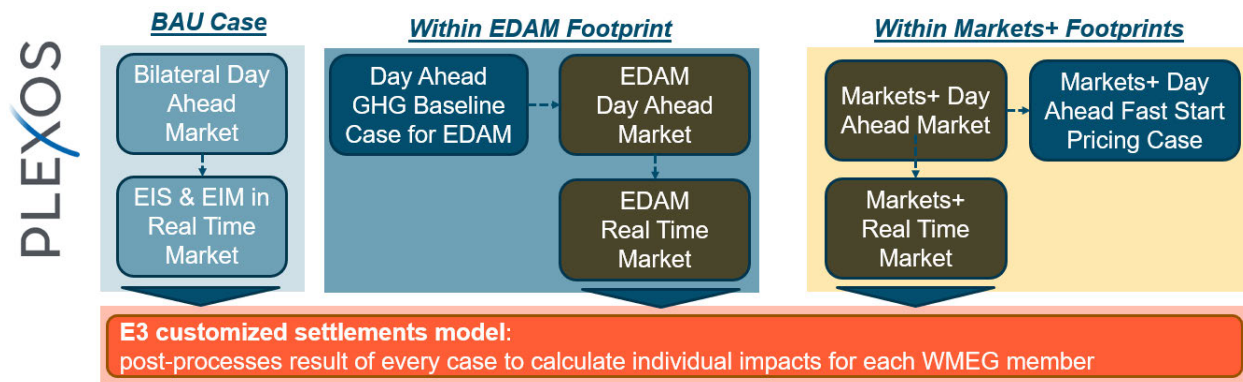 PLEXOS
BAU Case
Bilateral Day
Ahead
Market
EIS & EIM in
Real Time
Market
Within EDAM Footprint
Day Ahead
GHG Baseline
Case for EDAM
EDAM
Day Ahead
Market
EDAM
Real Time
Market
Within Markets+ Footprints
Markets+ Day
Ahead Market
Markets+ Day
Ahead Fast Start
Pricing Case
Markets+
Real Time
Market
E3 customized settlements model:
post-processes result of every case to calculate individual impacts for each WMEG member